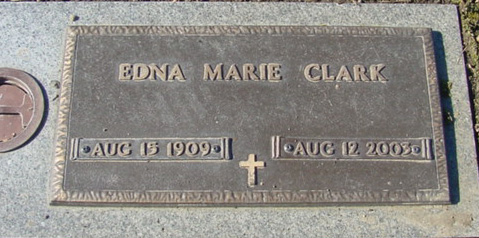 EDNA MARIE CLARK
AUG 15 1909 AUG 12 2003